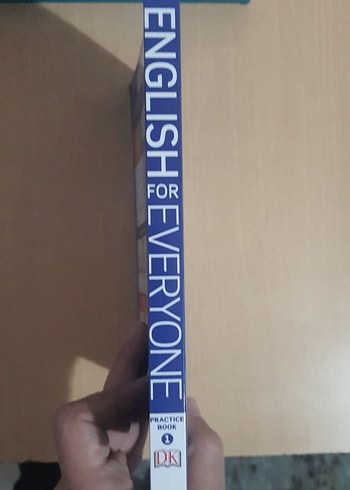 ENGLISH
FOR
EVERYONE
PRACTICE
BOOK
1
DK